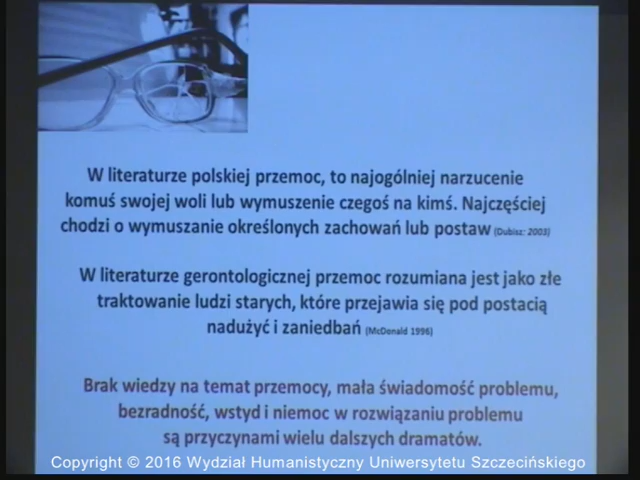 W literaturze polskiej przemoc, to najogólniej narzucenie
komuś swojej woli lub wymuszenie czegoś na kimś. Najczęściej
chodzi o wymuszanie określonych zachowań lub postaw (Dubisz: 2003)
W literaturze gerontologicznej przemoc rozumiana jest jako złe
traktowanie ludzi starych, które przejawia się pod postacią
nadużyć i zaniedbań (McDonald 1996)
Brak wiedzy na temat przemocy, mała świadomość problemu,
bezradność, wstyd i niemoc w rozwiązaniu problemu
są przyczynami wielu dalszych dramatów.
Copyright © 2016 Wydział Humanistyczny Uniwersytetu Szczecińskiego